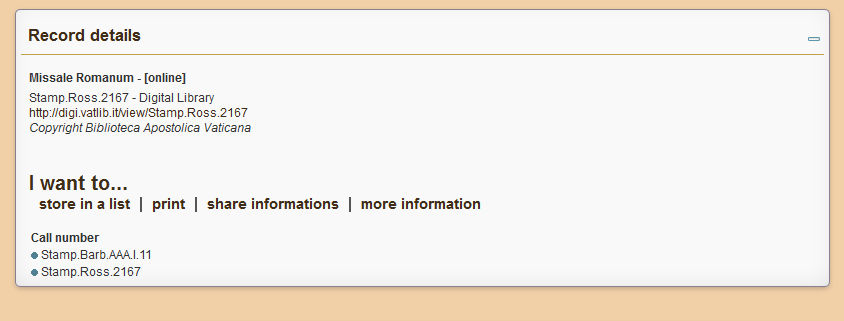 Record details
Missale Romanum - [online]
Stamp.Ross.2167 - Digital Library
http://digi.vatlib.it/view/Stamp.Ross.2167
Copyright Biblioteca Apostolica Vaticana
I want to...
store in a list | print | share informations | more information
Call number
Stamp.Barb.AAA.I.11
Stamp.Ross.2167